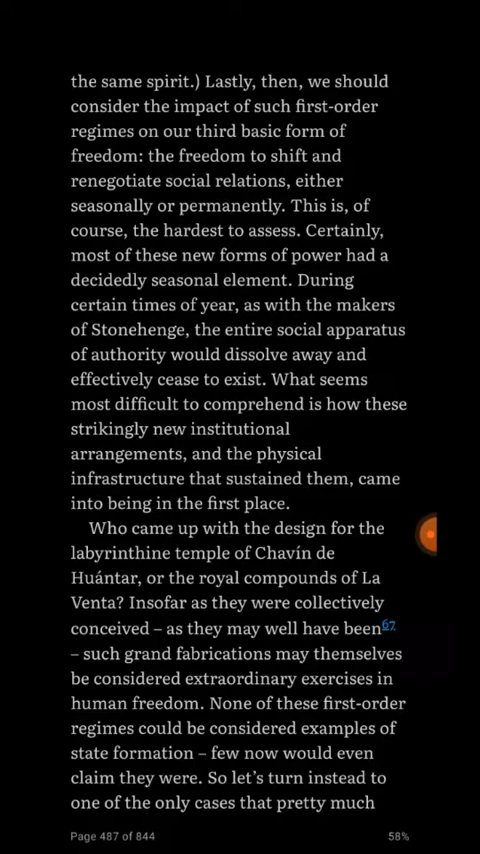 the same spirit.) Lastly, then, we should
consider the impact of such first-order
regimes on our third basic form of
freedom: the freedom to shift and
renegotiate social relations, either
seasonally or permanently. This is, of
course, the hardest to assess. Certainly,
most of these new forms of power had a
decidedly seasonal element. During
certain times of year, as with the makers
of Stonehenge, the entire social apparatus
of authority would dissolve away and
effectively cease to exist. What seems
most difficult to comprehend is how these
strikingly new institutional
arrangements, and the physical
infrastructure that sustained them, came
into being in the first place.
Who came up with the design for the
labyrinthine temple of Chavín de
Huántar, or the royal compounds of La
Venta? Insofar as they were collectively
conceived – as they may well have been67
– such grand fabrications may themselves
be considered extraordinary exercises in
human freedom. None of these first-order
regimes could be considered examples of
state formation – few now would even
claim they were. So let’s turn instead to
one of the only cases that pretty much
Page 487 of 844 58%